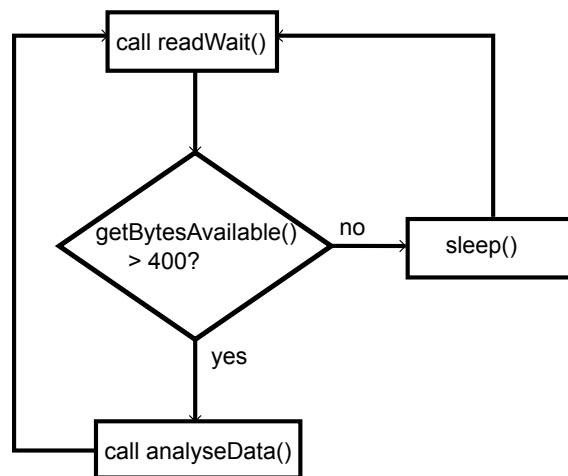 call readWait()
getBytesAvailable()
> 400?
no
sleep()
yes
call analyseData()